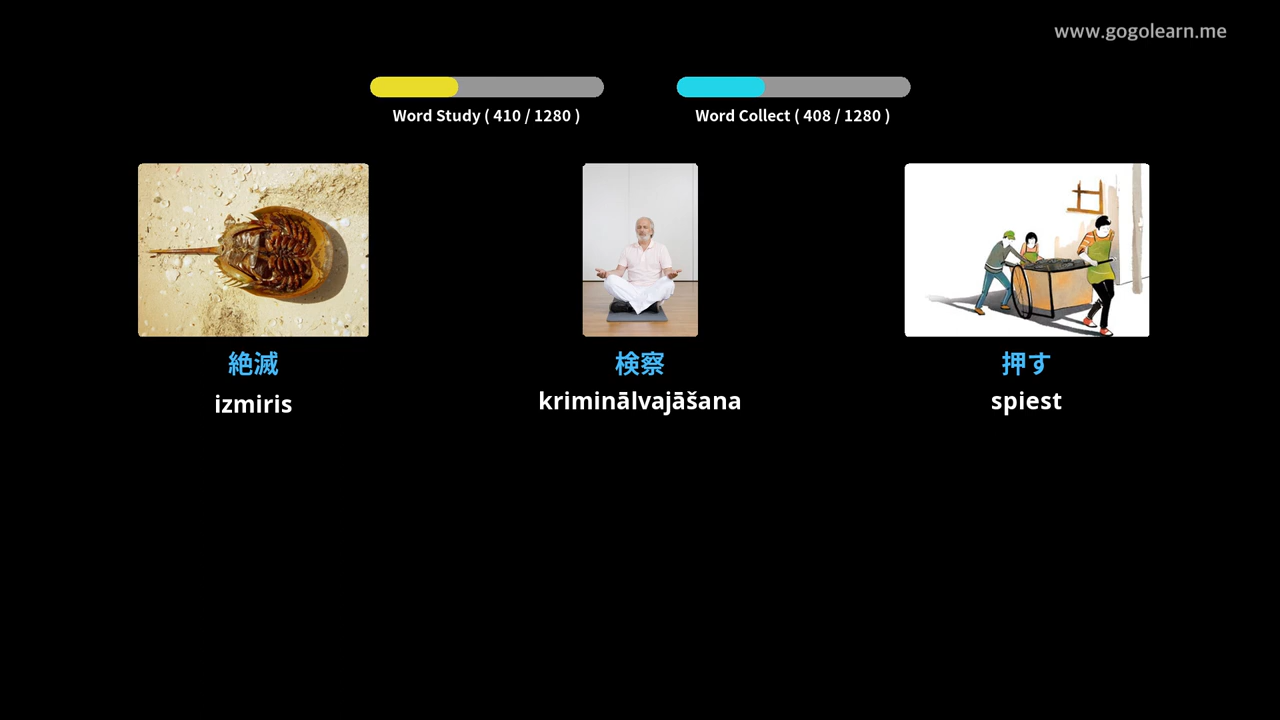 www.gogolearn.me
Word Study ( 410 / 1280 )
Word Collect ( 408 / 1280 )
絶滅
izmiris
検察
kriminālvajāšana
押す
spiest